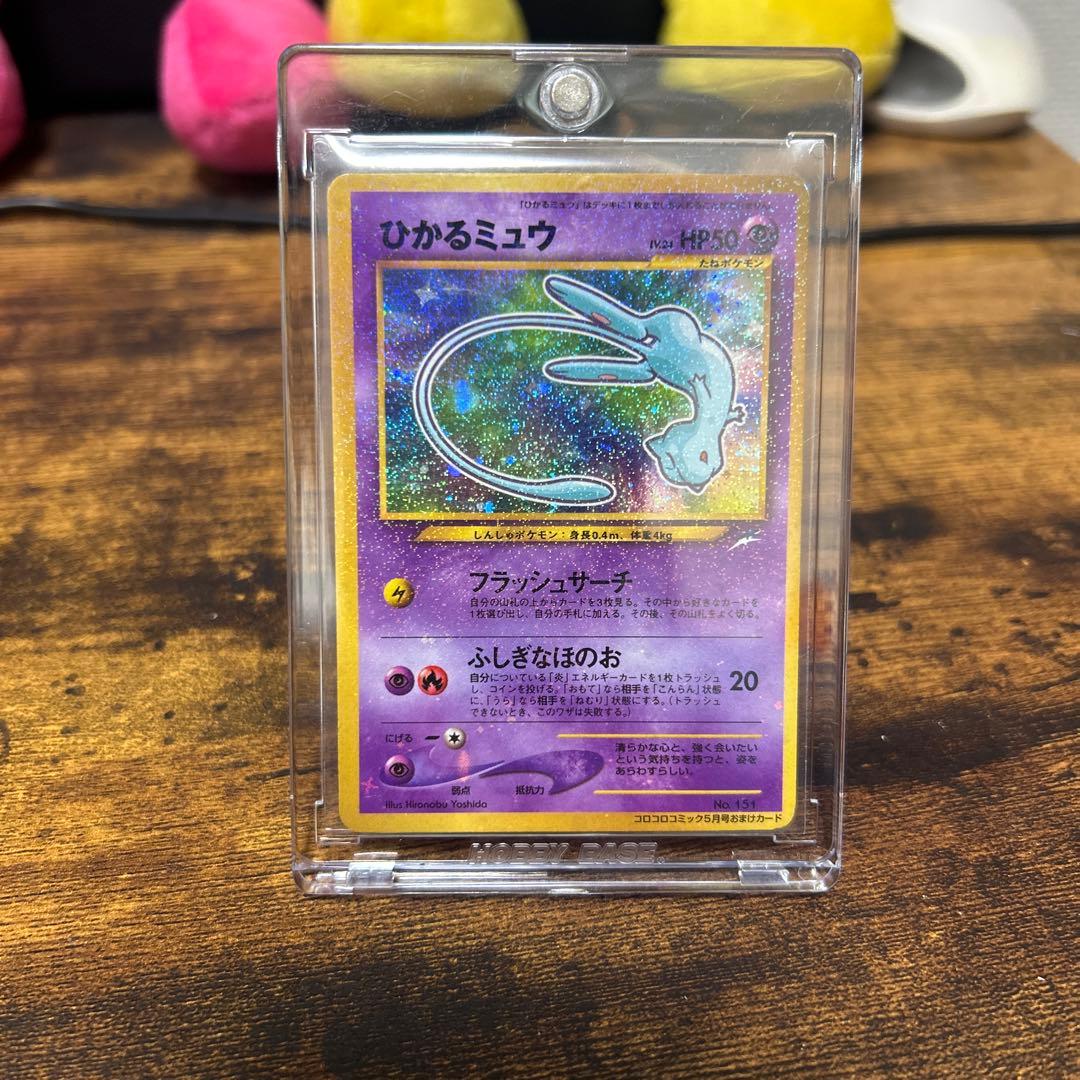 「ひかるミュウ」はデッキに1枚までしか入れることができません。
ひかるミュウ
LV.24 HP50
たねポケモン
しんしゅポケモン：身長0.4m、体重4kg
フラッシュサーチ
自分の山札の上からカードを3枚見る。その中から好きなカードを
1枚選び出し、自分の手札に加える。その後、その山札をよく切る。
ふしぎなほのお
20
自分についている「炎」エネルギーカードを1枚トラッシュ
し、コインを投げる。「おもて」なら相手を「こんらん」状態
に、「うら」なら相手を「ねむり」状態にする。（トラッシュ
できないとき、このワザは失敗する。）
にげる
弱点
抵抗力
清らかな心と、強く会いたい
という気持ちを持つと、姿を
あらわすらしい。
Illus Hironobu Yoshida
No. 151
コロコロコミック5月号おまけカード
HOBBY BASE